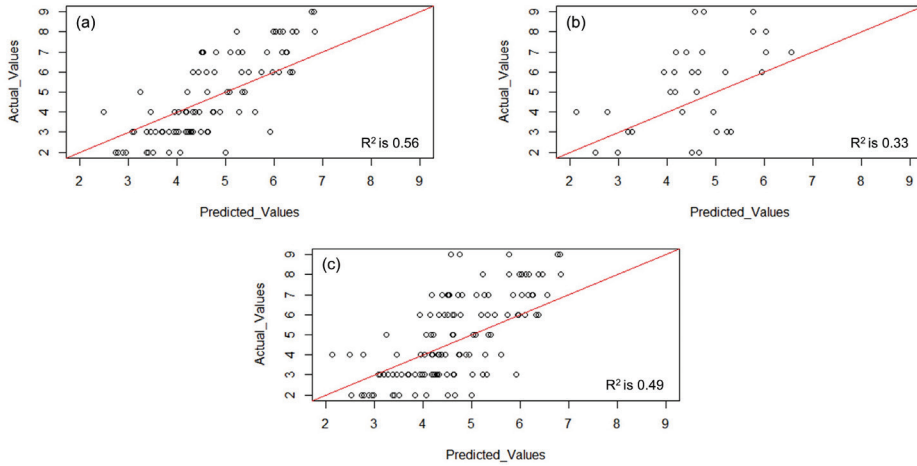 (a)
Actual_Values
9
8
7
6
5
4
3
2
R² is 0.56
2 3 4 5 6 7 8 9
Predicted_Values
(b)
Actual_Values
9
8
7
6
5
4
3
2
R² is 0.33
2 3 4 5 6 7 8 9
Predicted_Values
(c)
Actual_Values
9
8
7
6
5
4
3
2
R² is 0.49
2 3 4 5 6 7 8 9
Predicted_Values